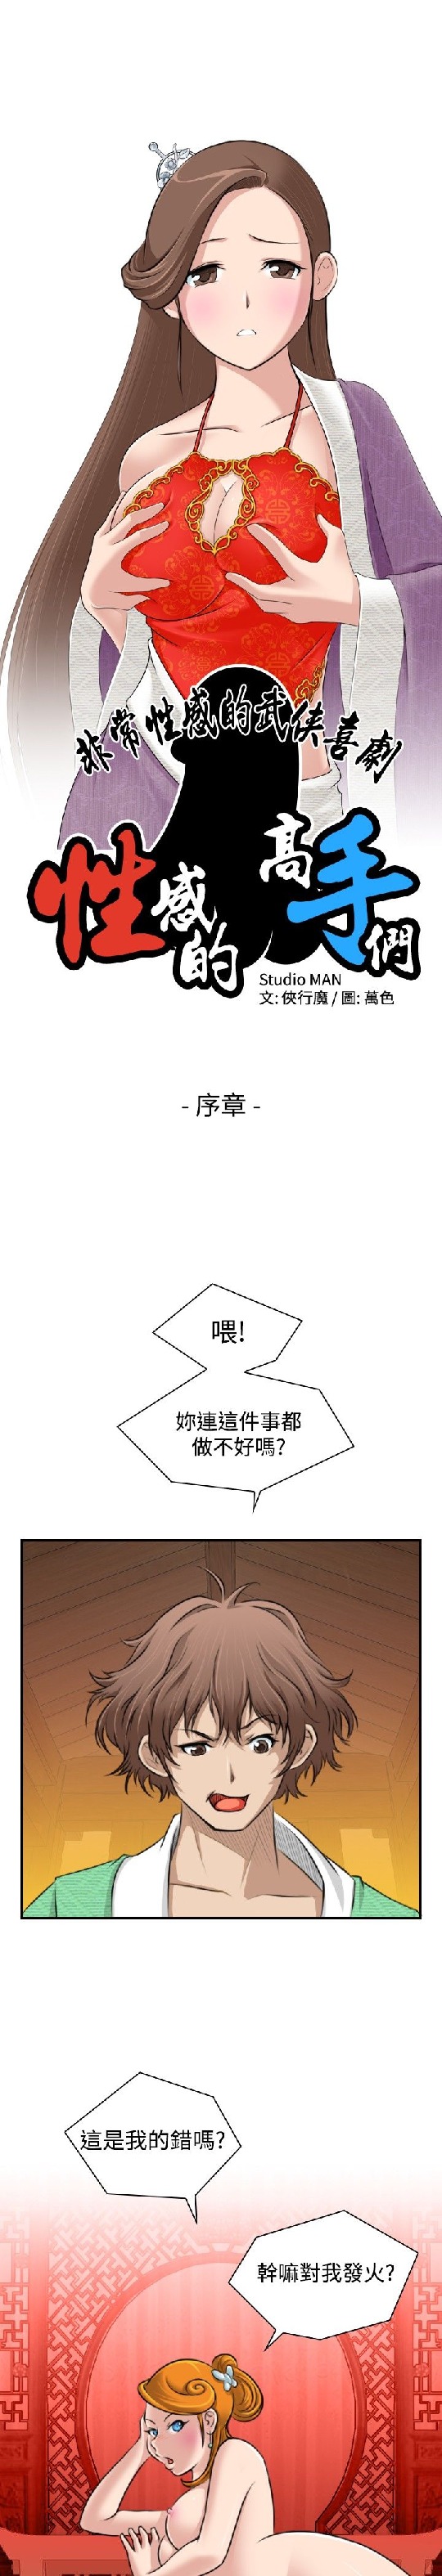 非常性感的武俠喜劇
性感的高手們
Studio MAN
文: 俠行魔 / 圖: 萬色
- 序章 -
喂!
妳連這件事都
做不好嗎?
這是我的錯嗎?
幹嘛對我發火?